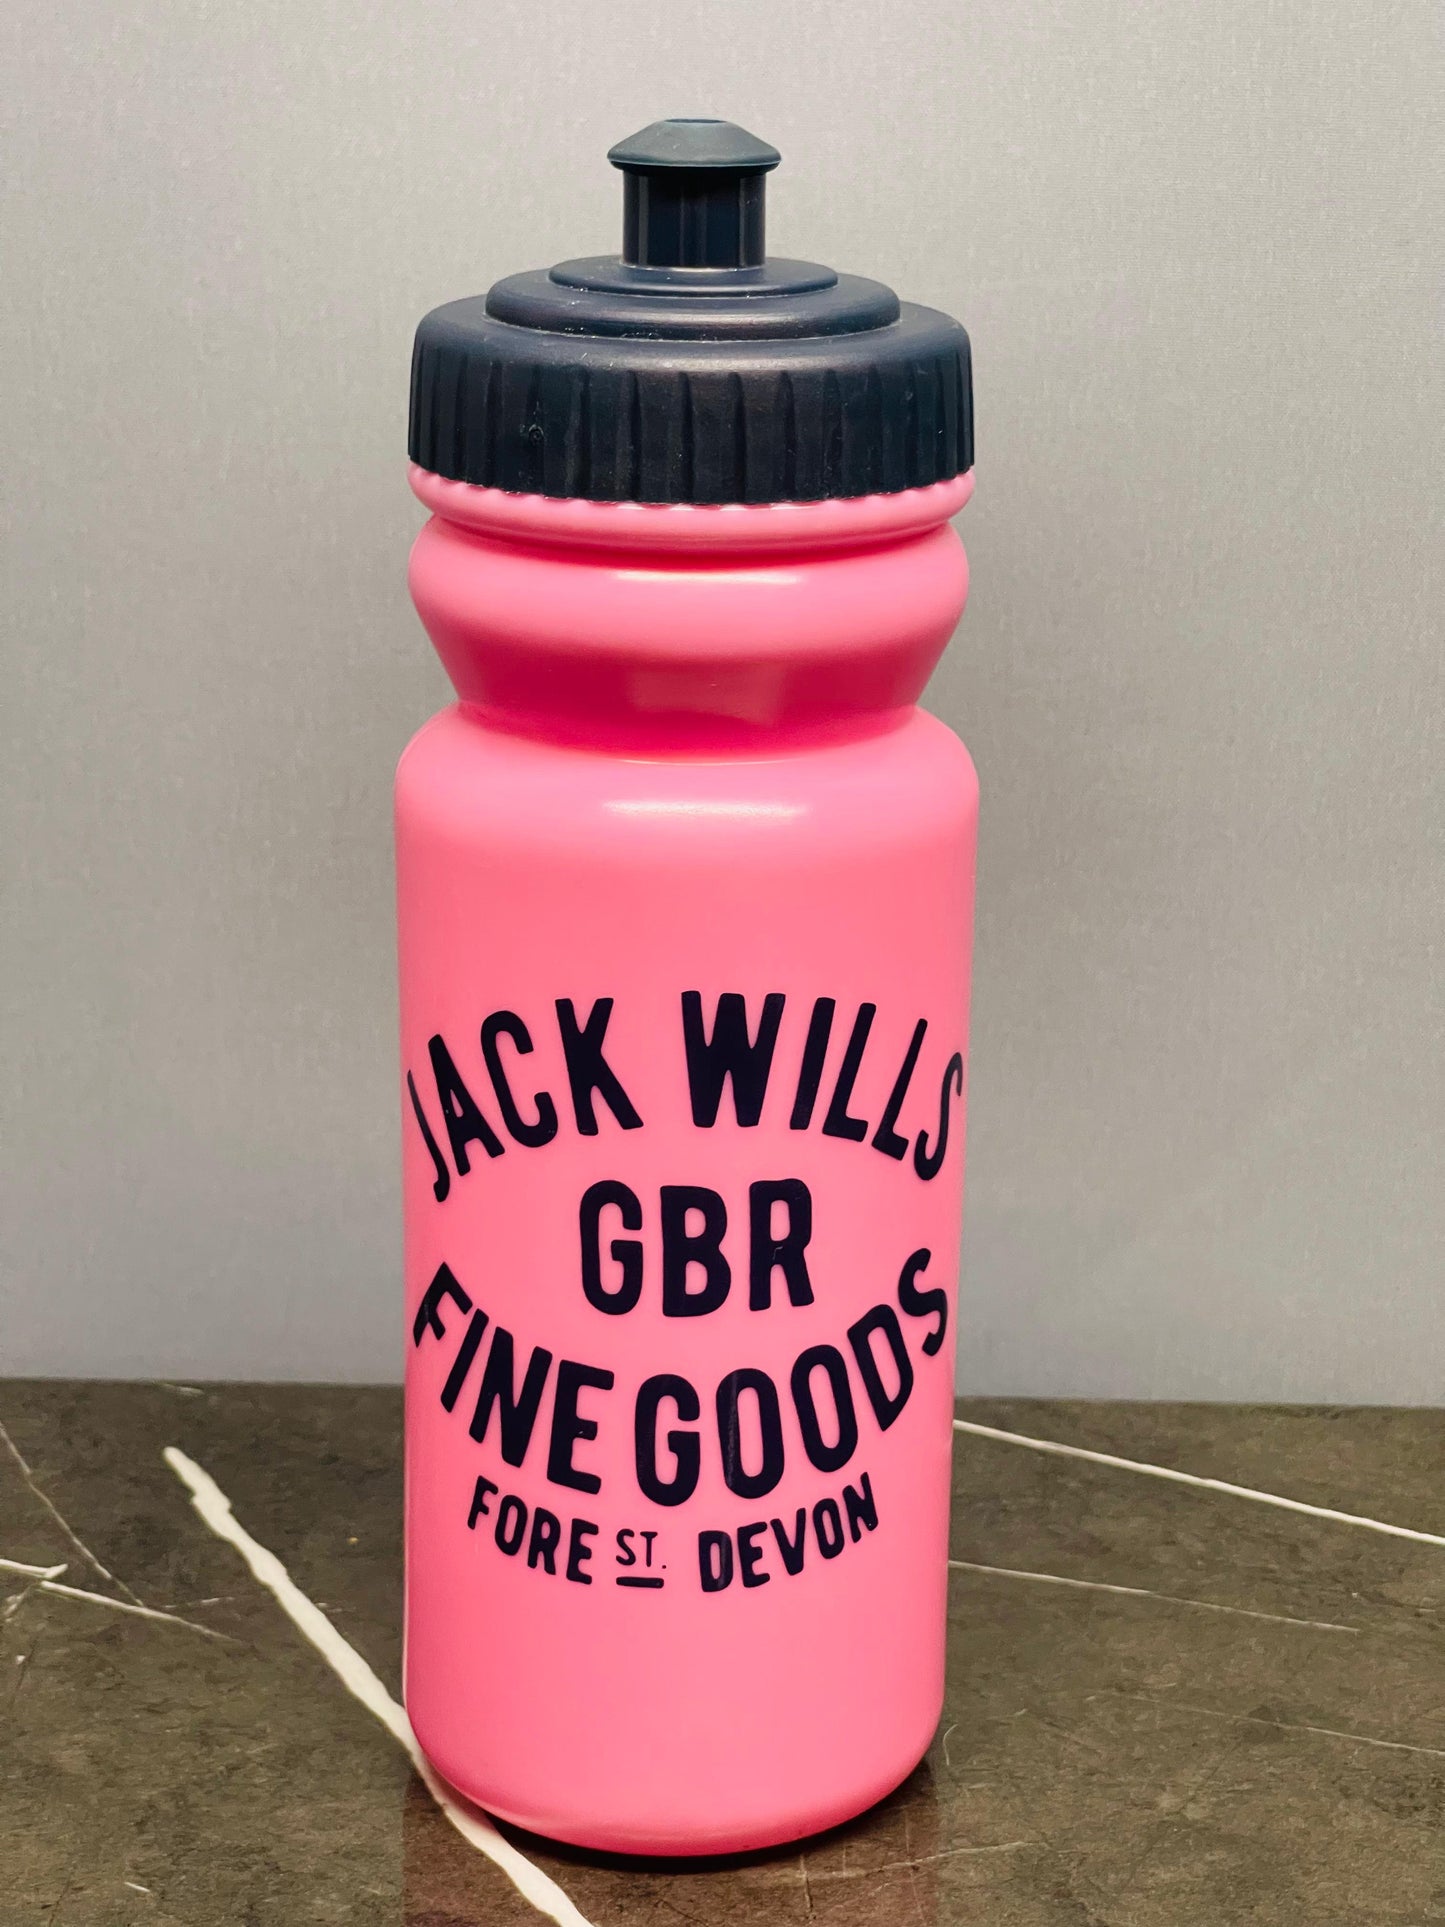 JACK WILLS
GBR
FINE GOODS
FORE ST. DEVON